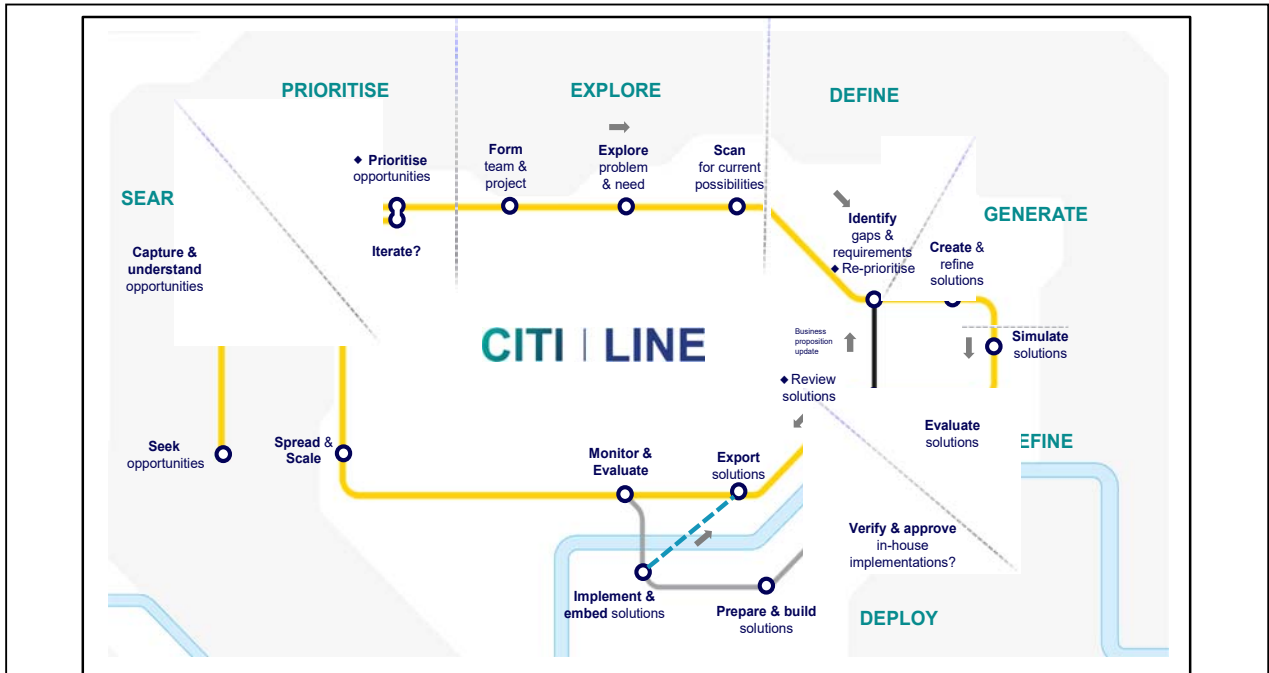 PRIORITISE
EXPLORE
DEFINE
SEAR
◆ Prioritise
opportunities
Form
team &
project
Explore
problem
& need
Scan
for current
possibilities
Iterate?
Capture &
understand
opportunities
Identify
gaps &
requirements
◆ Re-prioritise
GENERATE
Create &
refine
solutions
CITI | LINE
Business
proposition
update
Simulate
solutions
◆ Review
solutions
Seek
opportunities
Spread &
Scale
Monitor &
Evaluate
Export
solutions
Evaluate
solutions
EFINE
Verify & approve
in-house
implementations?
Implement &
embed solutions
Prepare & build
solutions
DEPLOY